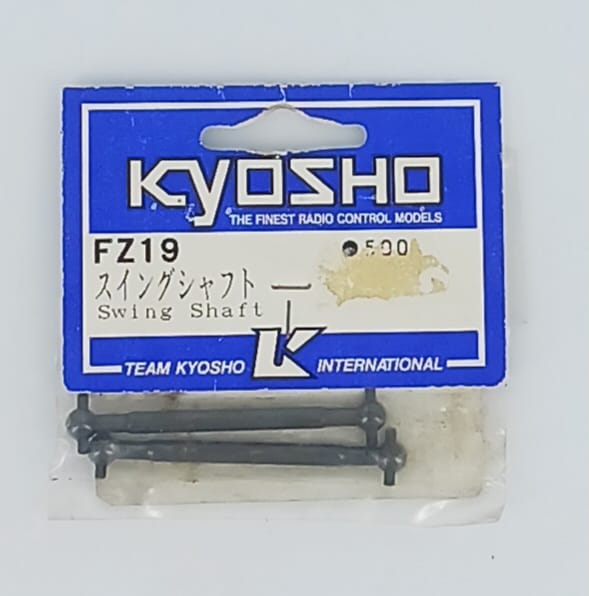 KYOSHO
THE FINEST RADIO CONTROL MODELS
FZ19 ●500
スイングシャフト
Swing Shaft
TEAM KYOSHO K INTERNATIONAL